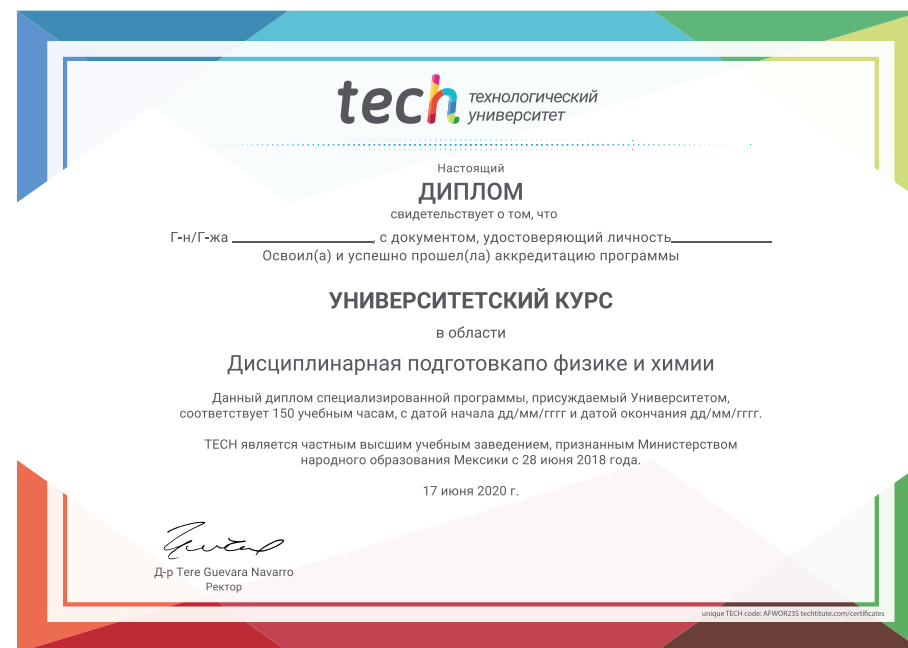 tech технологический
университет
Настоящий
ДИПЛОМ
свидетельствует о том, что
Г-н/Г-жа ____________________, с документом, удостоверяющий личность______________
Освоил(а) и успешно прошел(ла) аккредитацию программы
УНИВЕРСИТЕТСКИЙ КУРС
в области
Дисциплинарная подготовкапо физике и химии
Данный диплом специализированной программы, присуждаемый Университетом,
соответствует 150 учебным часам, с датой начала дд/мм/гггг и датой окончания дд/мм/гггг.
TECH является частным высшим учебным заведением, признанным Министерством
народного образования Мексики с 28 июня 2018 года.
17 июня 2020 г.
Д-р Tere Guevara Navarro
Ректор
unique TECH code: AFWOR23S techtitute.com/certificates